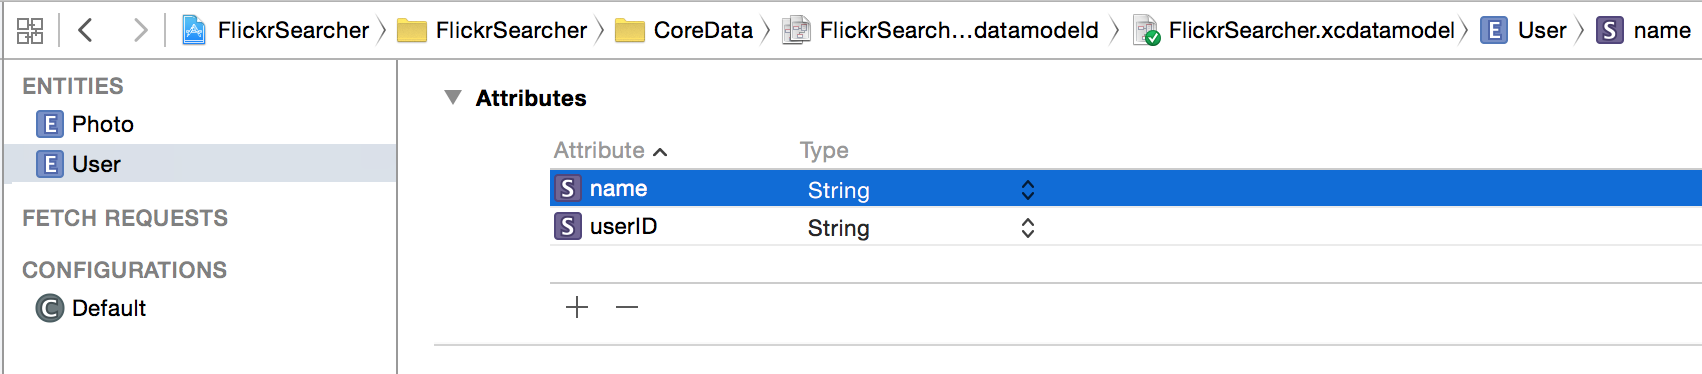 FlickrSearcher FlickrSearcher CoreData FlickrSearch...datamodeld FlickrSearcher.xcdatamodel E User S name
ENTITIES
E Photo
E User
FETCH REQUESTS
CONFIGURATIONS
C Default
Attributes
Attribute Type
S name String
S userID String